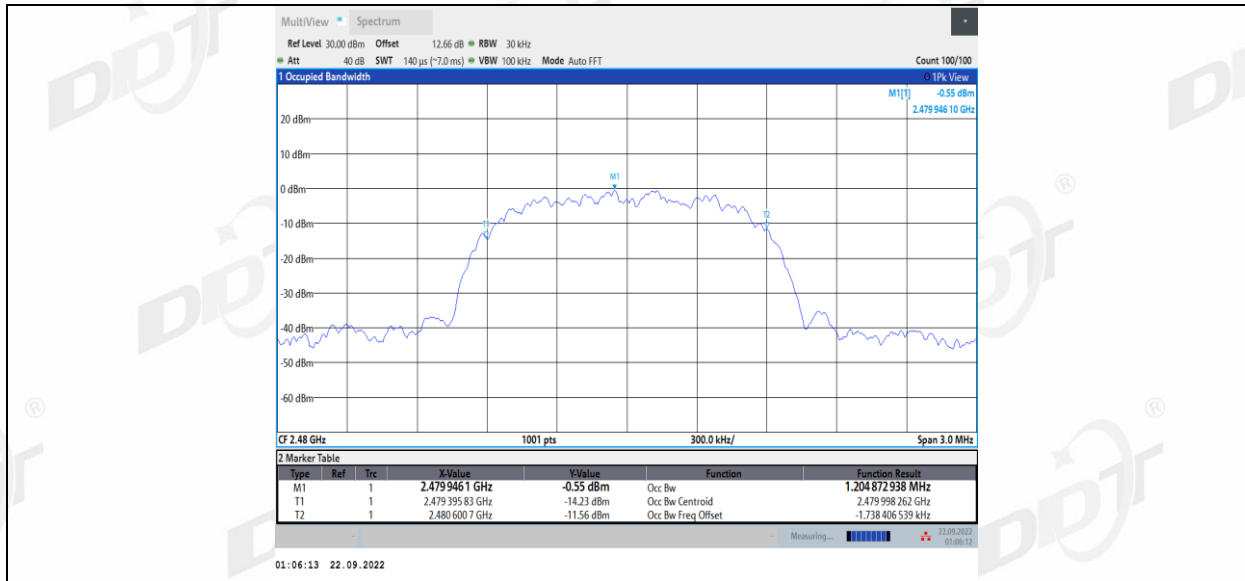 MultiView Spectrum
Ref Level 30.00 dBm Offset 12.66 dB RBW 30 kHz
Att 40 dB SWT 140 µs (~7.0 ms) VBW 100 kHz Mode Auto FFT Count 100/100
1 Occupied Bandwidth 1Pk View
M1[1] -0.55 dBm
2.479 946 10 GHz
20 dBm
10 dBm
M1
0 dBm
T2
-10 dBm
T1
-20 dBm
-30 dBm
-40 dBm
-50 dBm
-60 dBm
CF 2.48 GHz 1001 pts 300.0 kHz/ Span 3.0 MHz
2 Marker Table
Type Ref Trc X-Value Y-Value Function Function Result
M1 1 2.479 946 1 GHz -0.55 dBm Occ Bw 1.204 872 938 MHz
T1 1 2.479 395 83 GHz -14.23 dBm Occ Bw Centroid 2.479 998 262 GHz
T2 1 2.480 600 7 GHz -11.56 dBm Occ Bw Freq Offset -1.738 406 539 kHz
Measuring... 22.09.2022
01:06:12
01:06:13 22.09.2022
DDT
®